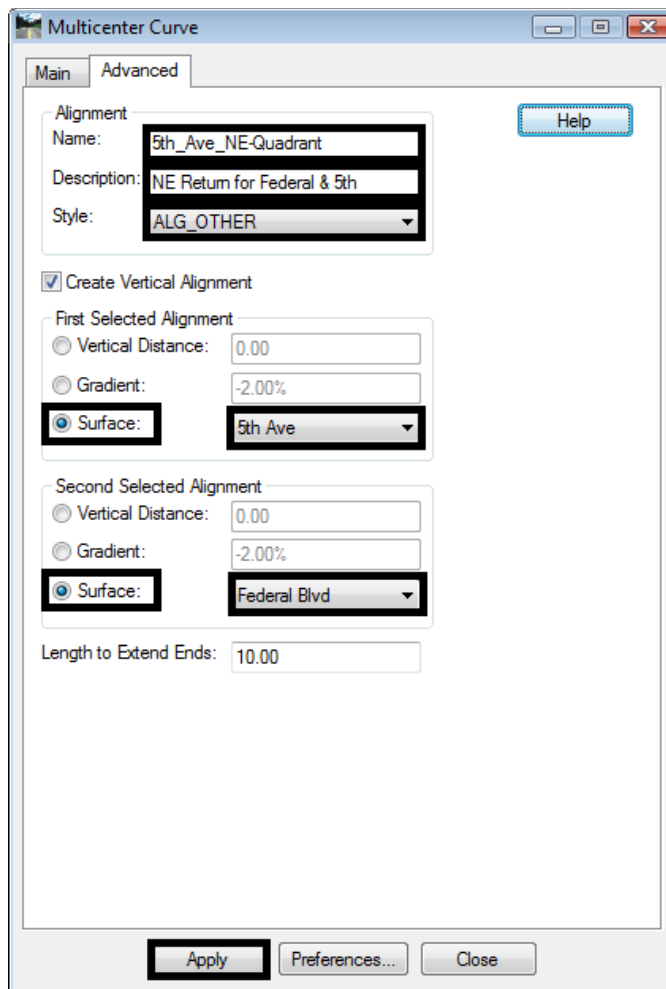 Multicenter Curve
Main Advanced
Alignment
Help
Name: 5th_Ave_NE-Quadrant
Description: NE Return for Federal & 5th
Style: ALG_OTHER
Create Vertical Alignment
First Selected Alignment
Vertical Distance: 0.00
Gradient: -2.00%
Surface: 5th Ave
Second Selected Alignment
Vertical Distance: 0.00
Gradient: -2.00%
Surface: Federal Blvd
Length to Extend Ends: 10.00
Apply Preferences... Close